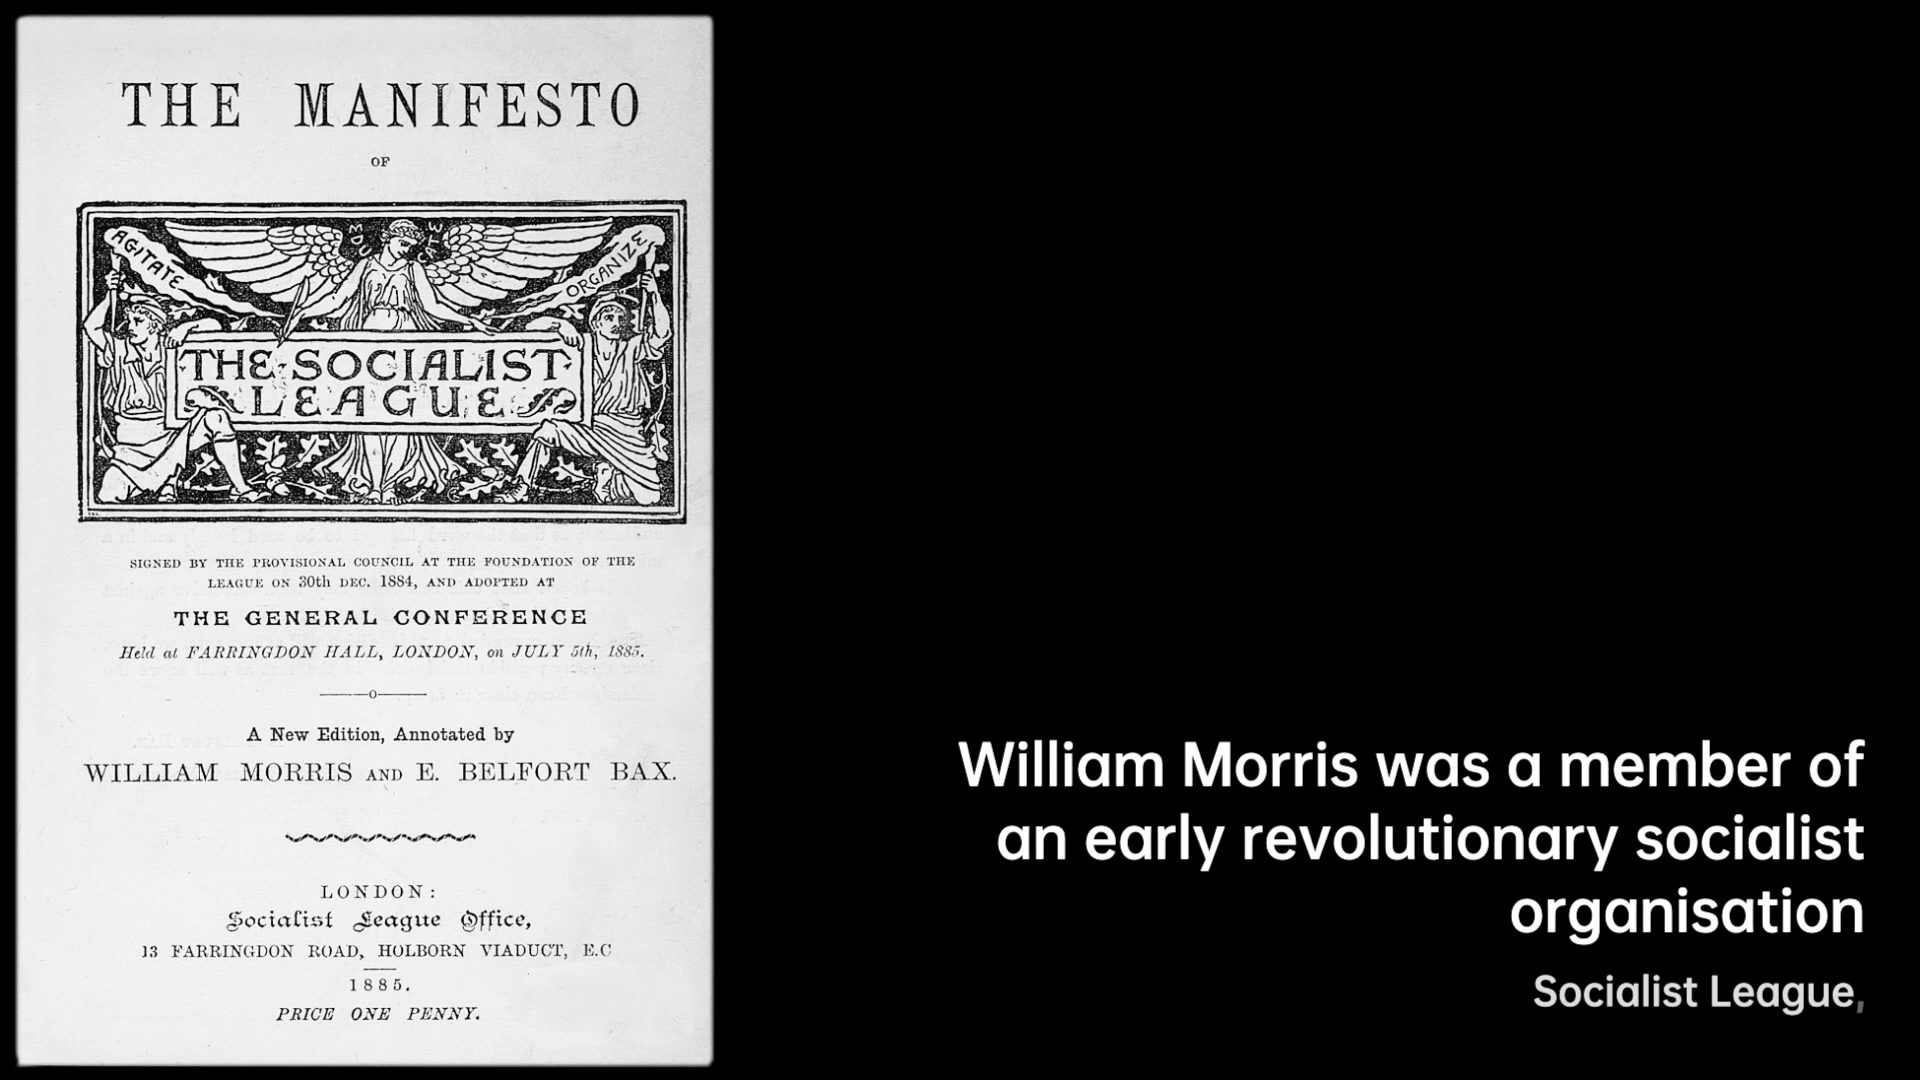 THE MANIFESTO
OF
AGITATE
EDUCATE
ORGANIZE
THE SOCIALIST
LEAGUE
SIGNED BY THE PROVISIONAL COUNCIL AT THE FOUNDATION OF THE
LEAGUE ON 30th DEC. 1884, AND ADOPTED AT
THE GENERAL CONFERENCE
Held at FARRINGDON HALL, LONDON, on JULY 5th, 1885.
A New Edition, Annotated by
WILLIAM MORRIS AND E. BELFORT BAX.
LONDON:
Socialist League Office,
13 FARRINGDON ROAD, HOLBORN VIADUCT, E.C
1885.
PRICE ONE PENNY.
William Morris was a member of
an early revolutionary socialist
organisation
Socialist League,